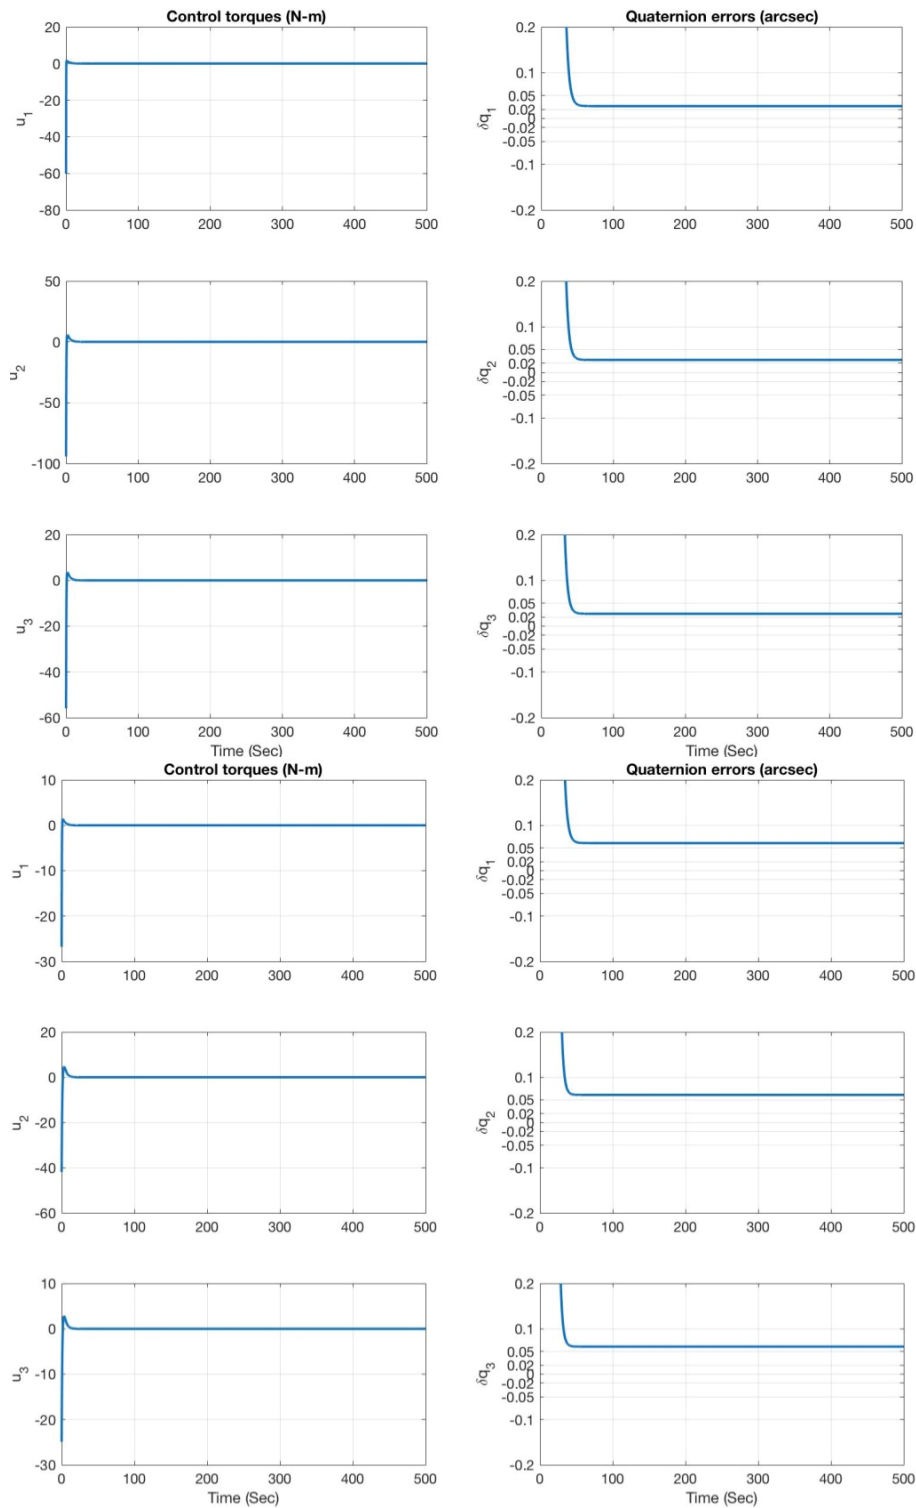 Control torques (N-m)
20
0
-20
-40
-60
-80
u1
0 100 200 300 400 500
Quaternion errors (arcsec)
0.2
0.1
0.05
0.02
0
-0.02
-0.05
-0.1
-0.2
δq1
0 100 200 300 400 500
50
0
-50
-100
u2
0 100 200 300 400 500
0.2
0.1
0.05
0.02
0
-0.02
-0.05
-0.1
-0.2
δq2
0 100 200 300 400 500
20
0
-20
-40
-60
u3
0 100 200 300 400 500
Time (Sec)
0.2
0.1
0.05
0.02
0
-0.02
-0.05
-0.1
-0.2
δq3
0 100 200 300 400 500
Time (Sec)
Control torques (N-m)
10
0
-10
-20
-30
u1
0 100 200 300 400 500
Quaternion errors (arcsec)
0.2
0.1
0.05
0.02
0
-0.02
-0.05
-0.1
-0.2
δq1
0 100 200 300 400 500
20
0
-20
-40
-60
u2
0 100 200 300 400 500
0.2
0.1
0.05
0.02
0
-0.02
-0.05
-0.1
-0.2
δq2
0 100 200 300 400 500
10
0
-10
-20
-30
u3
0 100 200 300 400 500
Time (Sec)
0.2
0.1
0.05
0.02
0
-0.02
-0.05
-0.1
-0.2
δq3
0 100 200 300 400 500
Time (Sec)